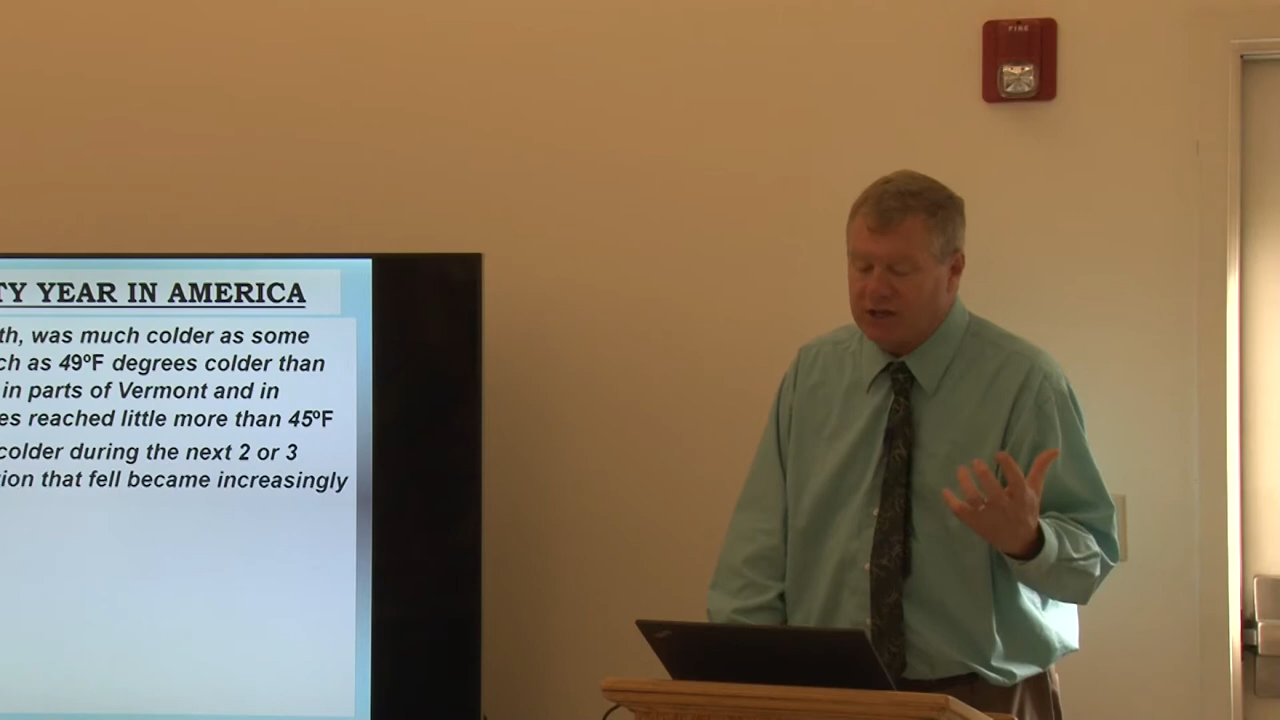 FIRE
TY YEAR IN AMERICA
th, was much colder as some
ch as 49ºF degrees colder than
in parts of Vermont and in
es reached little more than 45ºF
colder during the next 2 or 3
ion that fell became increasingly